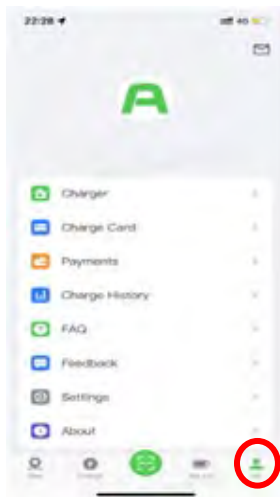 22:28
4G
A
Charger
Charge Card
Payments
Charge History
FAQ
Feedback
Settings
About